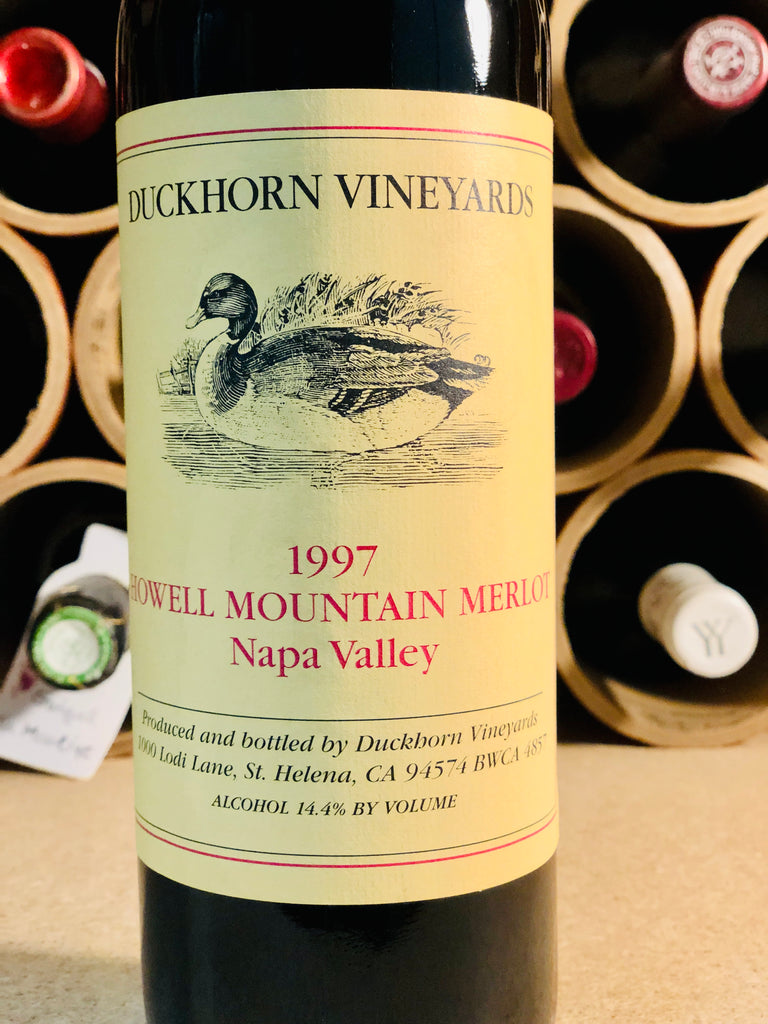 DUCKHORN VINEYARDS
1997
HOWELL MOUNTAIN MERLOT
Napa Valley
Produced and bottled by Duckhorn Vineyards
1000 Lodi Lane, St. Helena, CA 94574 BWCA 4857
ALCOHOL 14.4% BY VOLUME